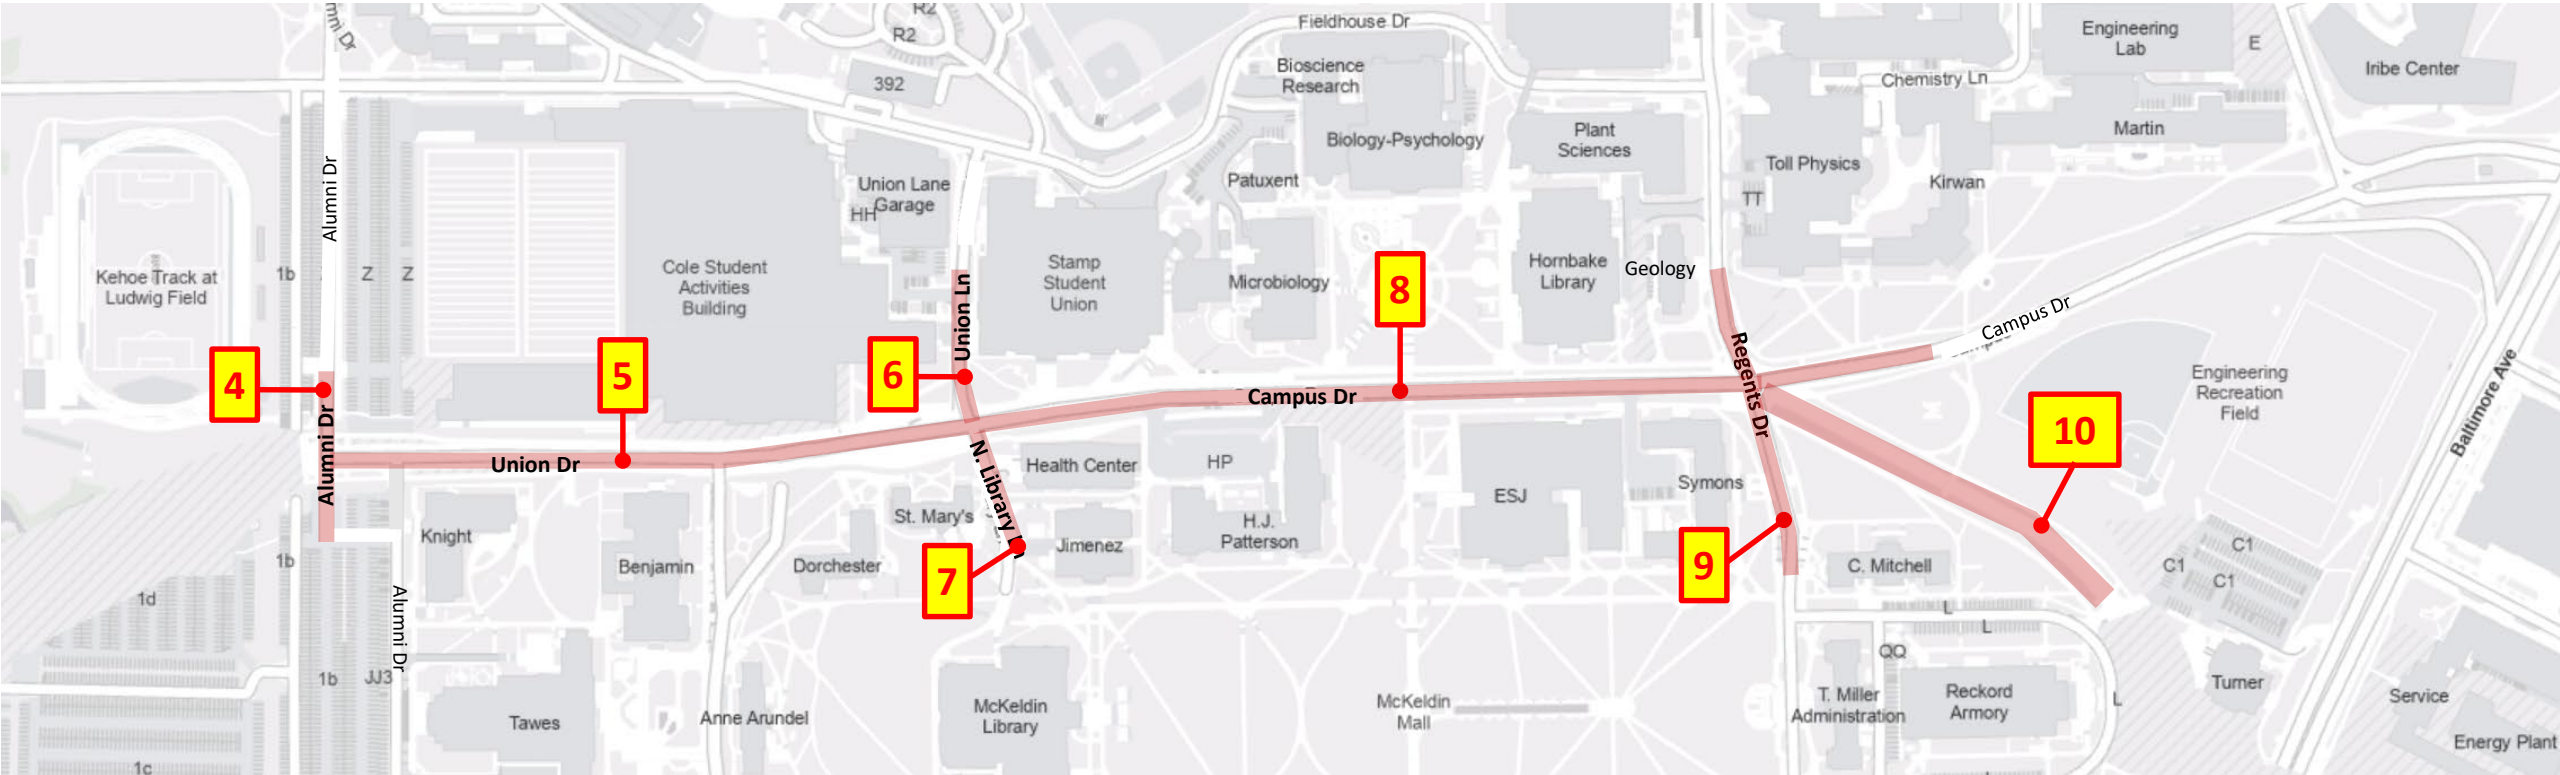 R2
Fieldhouse Dr
R2
Engineering
Lab
E
Bioscience
Research
392
Chemistry Ln
Iribe Center
Plant
Sciences
Martin
Biology-Psychology
Toll Physics
Union Lane
Garage
HH
Patuxent
Kirwan
Alumni Dr
TT
Kehoe Track at
Ludwig Field
1b
Z
Z
Cole Student
Activities
Building
Stamp
Student
Union
Microbiology
Hornbake
Library
Geology
8
Union Ln
Campus Dr
4
5
6
Regents Dr
Engineering
Recreation
Field
Baltimore Ave
Campus Dr
10
Alumni Dr
Union Dr
N. Library
Health Center
HP
ESJ
Symons
St. Mary's
H.J.
Patterson
Knight
Jimenez
C1
1b
Benjamin
Dorchester
7
9
C. Mitchell
C1
C1
1d
Alumni Dr
L
L
QQ
1b
JJ3
McKeldin
Library
McKeldin
Mall
T. Miller
Administration
Reckord
Armory
L
Turner
Service
Tawes
Anne Arundel
Energy Plant
1c